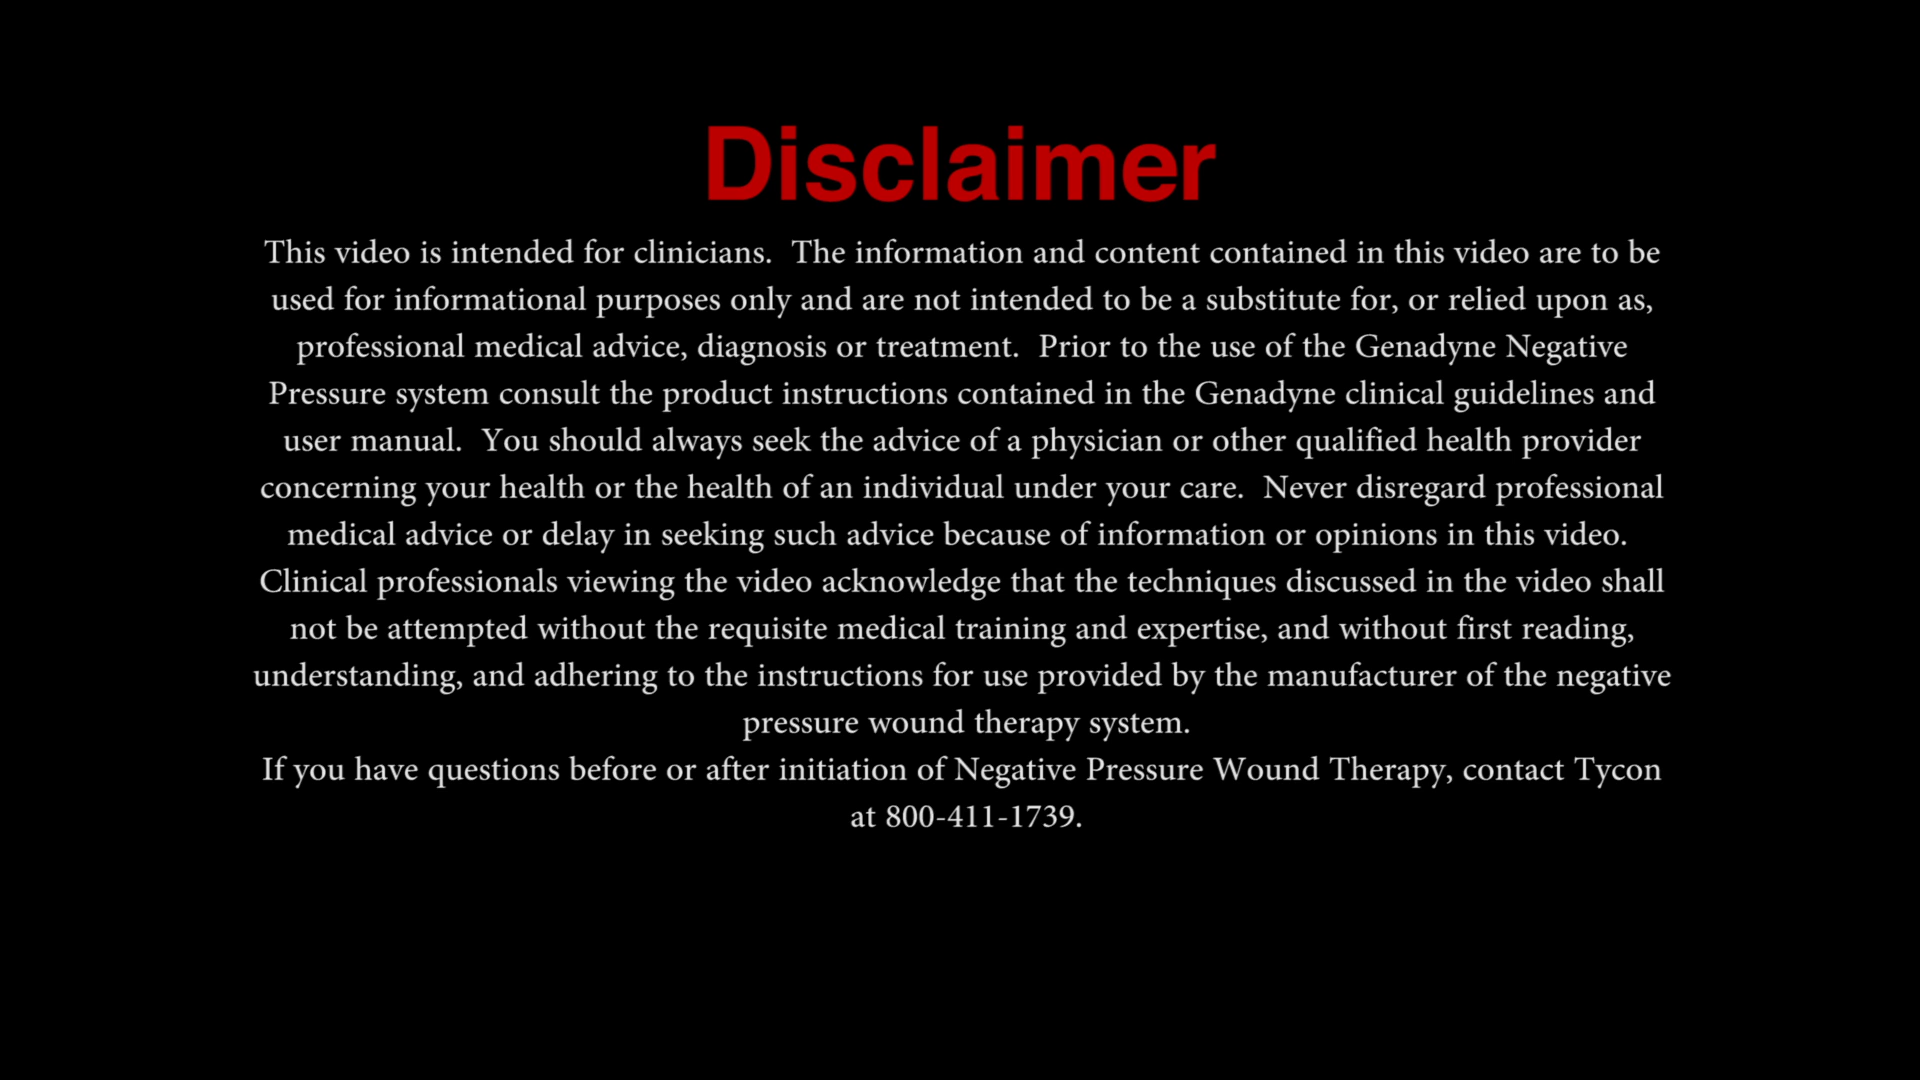 Disclaimer
This video is intended for clinicians.  The information and content contained in this video are to be
used for informational purposes only and are not intended to be a substitute for, or relied upon as,
professional medical advice, diagnosis or treatment.  Prior to the use of the Genadyne Negative
Pressure system consult the product instructions contained in the Genadyne clinical guidelines and
user manual.  You should always seek the advice of a physician or other qualified health provider
concerning your health or the health of an individual under your care.  Never disregard professional
medical advice or delay in seeking such advice because of information or opinions in this video.
Clinical professionals viewing the video acknowledge that the techniques discussed in the video shall
not be attempted without the requisite medical training and expertise, and without first reading,
understanding, and adhering to the instructions for use provided by the manufacturer of the negative
pressure wound therapy system.
If you have questions before or after initiation of Negative Pressure Wound Therapy, contact Tycon
at 800-411-1739.